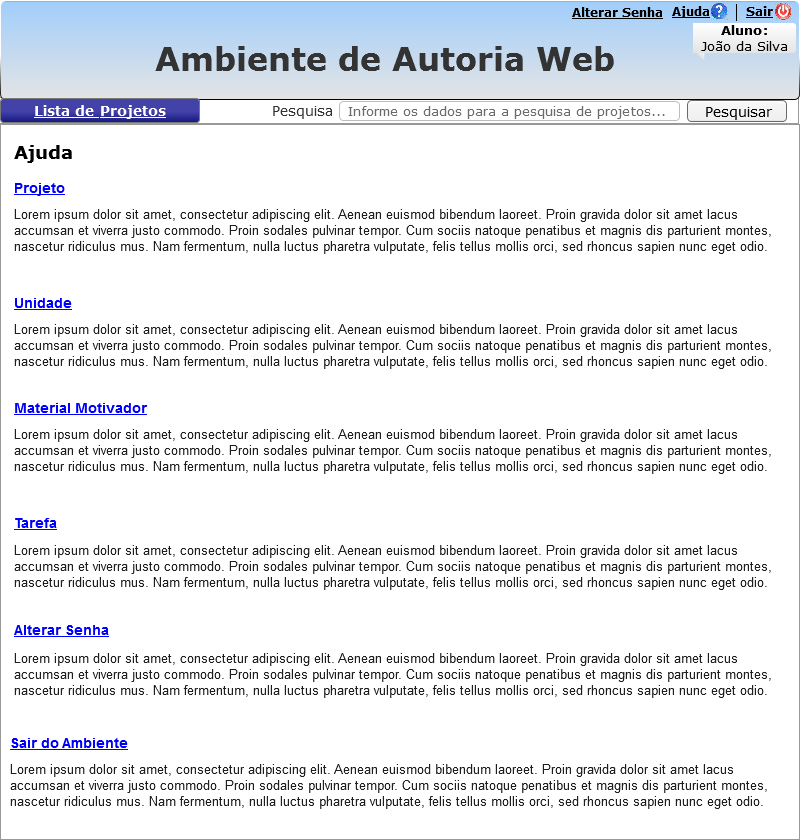 Alterar Senha Ajuda Sair
Aluno:
João da Silva
Ambiente de Autoria Web
Lista de Projetos Pesquisa Informe os dados para a pesquisa de projetos... Pesquisar
Ajuda
Projeto
Lorem ipsum dolor sit amet, consectetur adipiscing elit. Aenean euismod bibendum laoreet. Proin gravida dolor sit amet lacus
accumsan et viverra justo commodo. Proin sodales pulvinar tempor. Cum sociis natoque penatibus et magnis dis parturient montes,
nascetur ridiculus mus. Nam fermentum, nulla luctus pharetra vulputate, felis tellus mollis orci, sed rhoncus sapien nunc eget odio.
Unidade
Lorem ipsum dolor sit amet, consectetur adipiscing elit. Aenean euismod bibendum laoreet. Proin gravida dolor sit amet lacus
accumsan et viverra justo commodo. Proin sodales pulvinar tempor. Cum sociis natoque penatibus et magnis dis parturient montes,
nascetur ridiculus mus. Nam fermentum, nulla luctus pharetra vulputate, felis tellus mollis orci, sed rhoncus sapien nunc eget odio.
Material Motivador
Lorem ipsum dolor sit amet, consectetur adipiscing elit. Aenean euismod bibendum laoreet. Proin gravida dolor sit amet lacus
accumsan et viverra justo commodo. Proin sodales pulvinar tempor. Cum sociis natoque penatibus et magnis dis parturient montes,
nascetur ridiculus mus. Nam fermentum, nulla luctus pharetra vulputate, felis tellus mollis orci, sed rhoncus sapien nunc eget odio.
Tarefa
Lorem ipsum dolor sit amet, consectetur adipiscing elit. Aenean euismod bibendum laoreet. Proin gravida dolor sit amet lacus
accumsan et viverra justo commodo. Proin sodales pulvinar tempor. Cum sociis natoque penatibus et magnis dis parturient montes,
nascetur ridiculus mus. Nam fermentum, nulla luctus pharetra vulputate, felis tellus mollis orci, sed rhoncus sapien nunc eget odio.
Alterar Senha
Lorem ipsum dolor sit amet, consectetur adipiscing elit. Aenean euismod bibendum laoreet. Proin gravida dolor sit amet lacus
accumsan et viverra justo commodo. Proin sodales pulvinar tempor. Cum sociis natoque penatibus et magnis dis parturient montes,
nascetur ridiculus mus. Nam fermentum, nulla luctus pharetra vulputate, felis tellus mollis orci, sed rhoncus sapien nunc eget odio.
Sair do Ambiente
Lorem ipsum dolor sit amet, consectetur adipiscing elit. Aenean euismod bibendum laoreet. Proin gravida dolor sit amet lacus
accumsan et viverra justo commodo. Proin sodales pulvinar tempor. Cum sociis natoque penatibus et magnis dis parturient montes,
nascetur ridiculus mus. Nam fermentum, nulla luctus pharetra vulputate, felis tellus mollis orci, sed rhoncus sapien nunc eget odio.